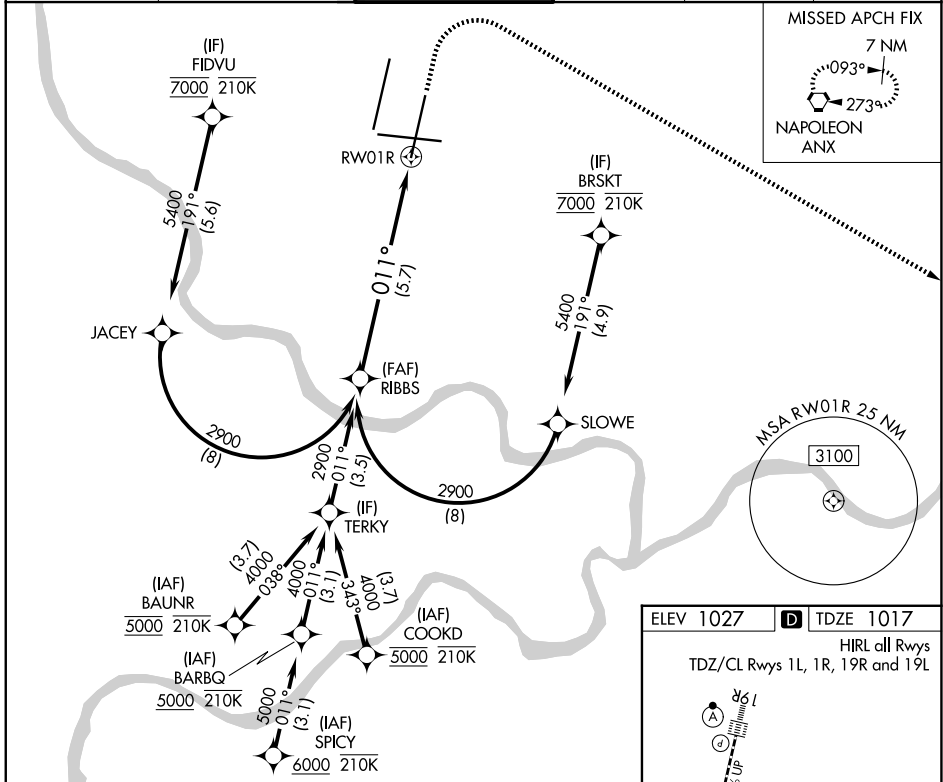 MISSED APCH FIX
7 NM
093°
273°
NAPOLEON
ANX
(IF)
FIDVU
7000 210K
5400
191°
(5.6)
RW01R
(IF)
BRSKT
7000 210K
5400
191°
(4.9)
011°
(5.7)
JACEY
(FAF)
RIBBS
SLOWE
2900
(8)
2900
011°
(3.5)
2900
(8)
(IF)
TERKY
MSA RW01R 25 NM
3100
(3.7)
4000
038°
4000
011°
(3.1)
(3.7)
4000
343°
(IAF)
BAUNR
5000 210K
(IAF)
COOKD
5000 210K
(IAF)
BARBQ
5000 210K
5000
011°
(3.1)
(IAF)
SPICY
6000 210K
ELEV 1027 D TDZE 1017
HIRL all Rwys
TDZ/CL Rwys 1L, 1R, 19R and 19L
19R
A
P
UP